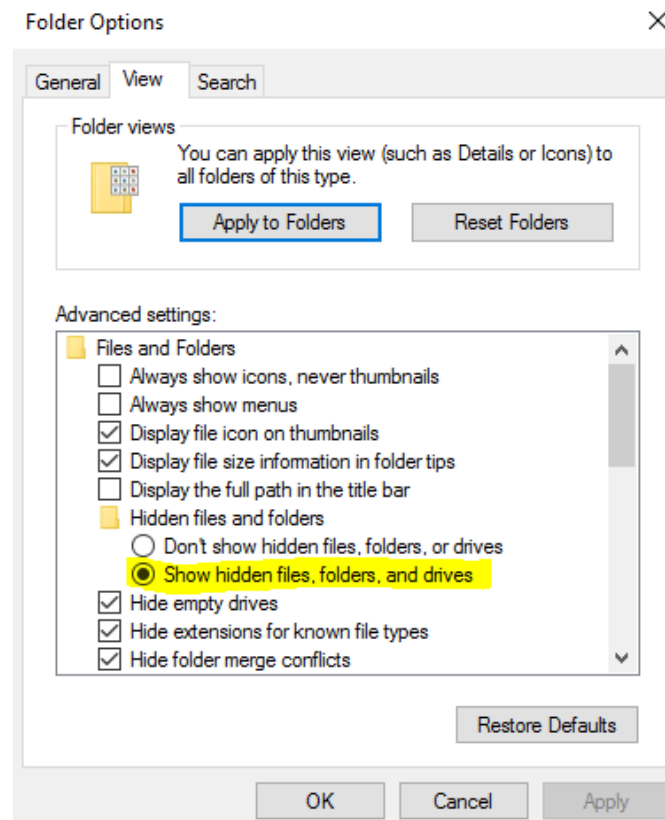 Folder Options
General View Search
Folder views
You can apply this view (such as Details or Icons) to
all folders of this type.
Apply to Folders Reset Folders
Advanced settings:
Files and Folders
Always show icons, never thumbnails
Always show menus
Display file icon on thumbnails
Display file size information in folder tips
Display the full path in the title bar
Hidden files and folders
Don't show hidden files, folders, or drives
Show hidden files, folders, and drives
Hide empty drives
Hide extensions for known file types
Hide folder merge conflicts
Restore Defaults
OK Cancel Apply